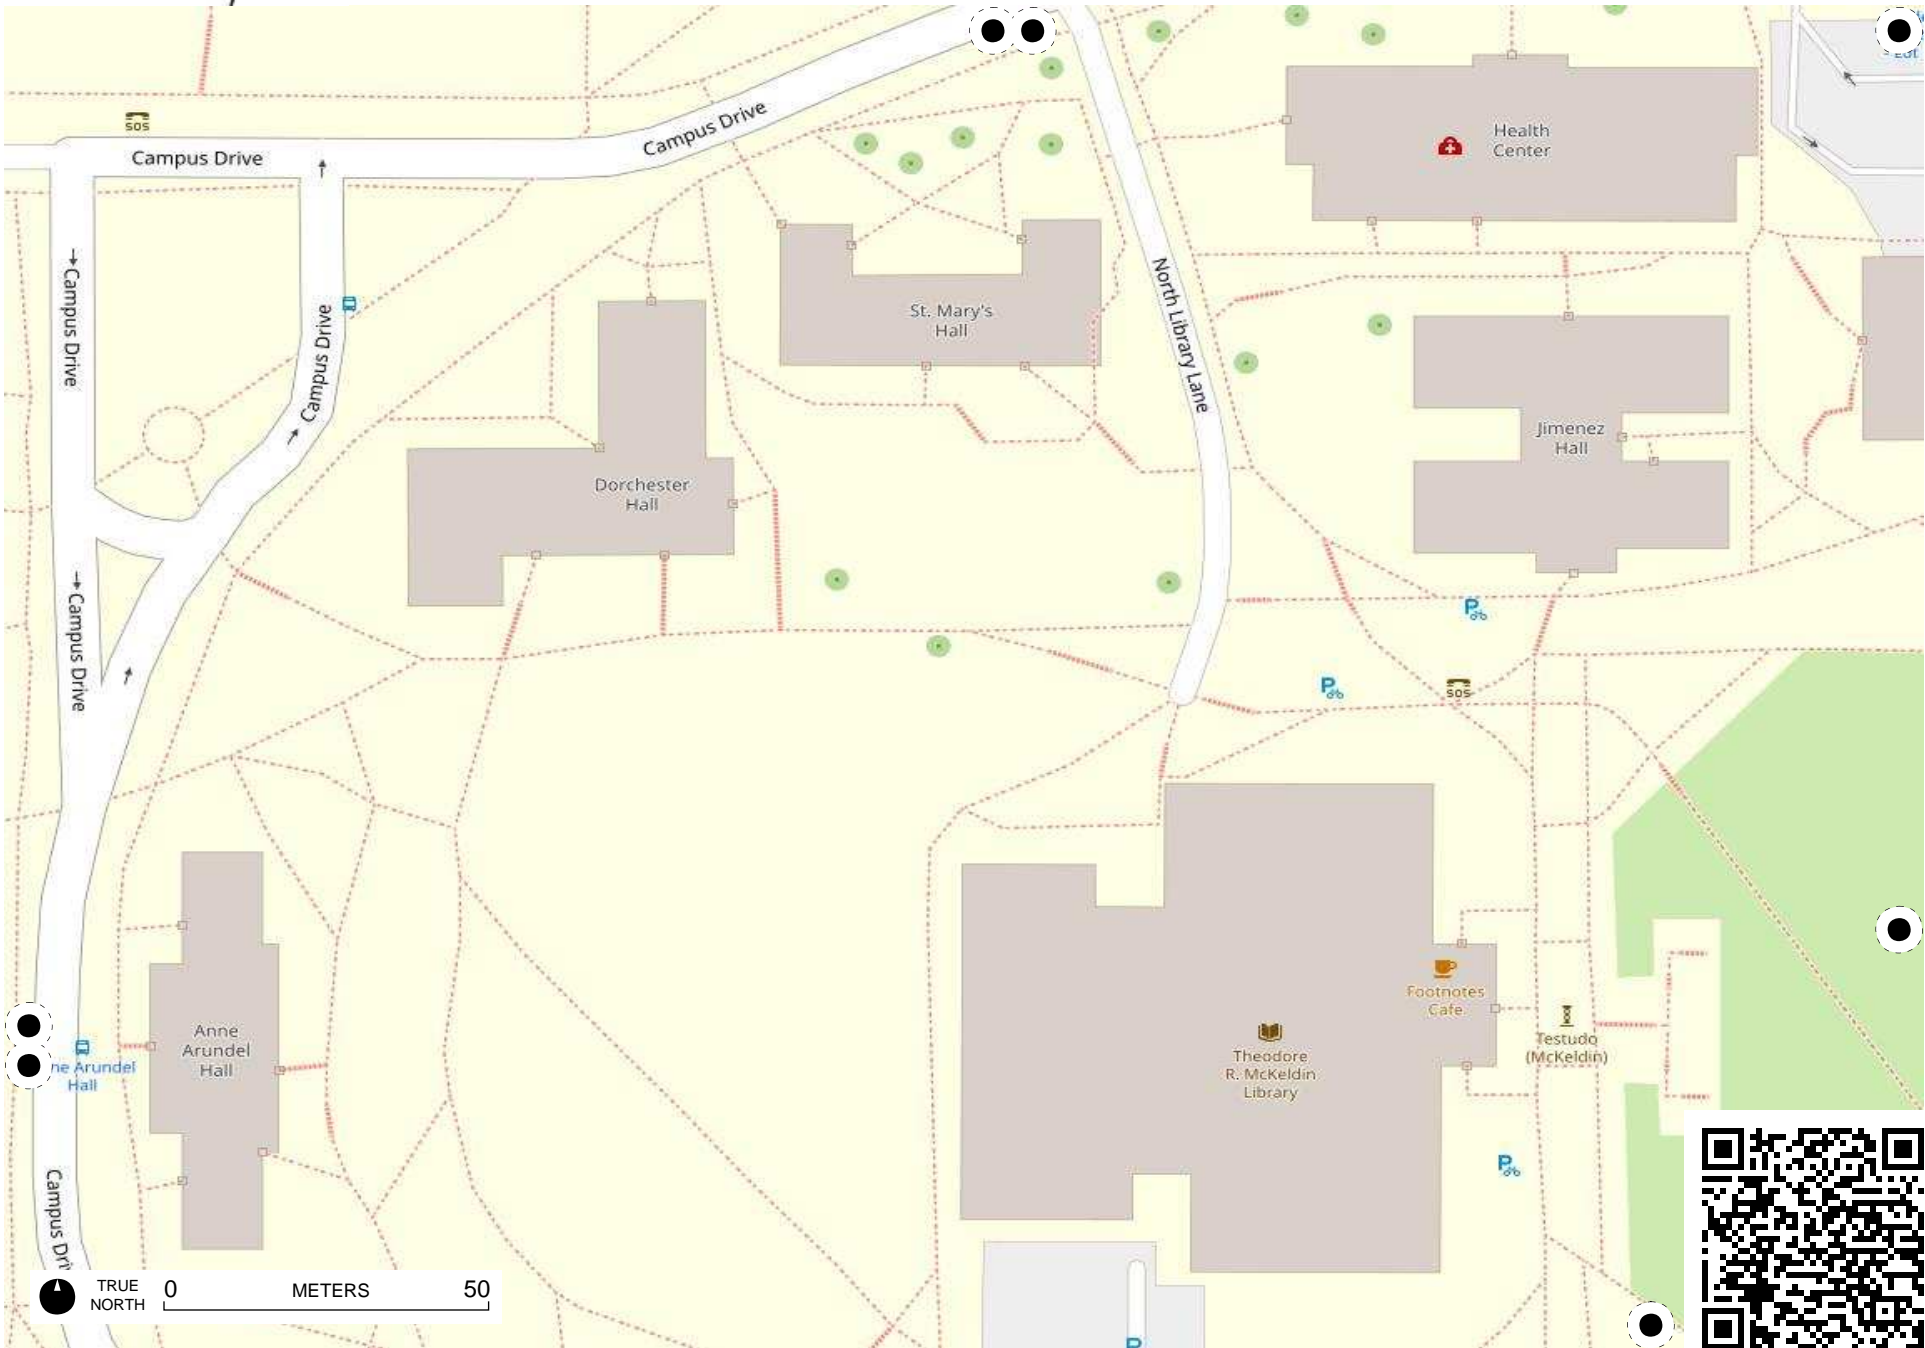 SOS
Campus Drive
Campus Drive
Health
Center
Campus Drive
Campus Drive
North Library Lane
St. Mary's
Hall
Jimenez
Hall
Dorchester
Hall
Campus Drive
P
SOS
P
Footnotes
Cafe
Theodore
R. McKeldin
Library
Testudo
(McKeldin)
Anne
Arundel
Hall
ne Arundel
Hall
P
Campus Dri
TRUE
NORTH
0 METERS 50
P